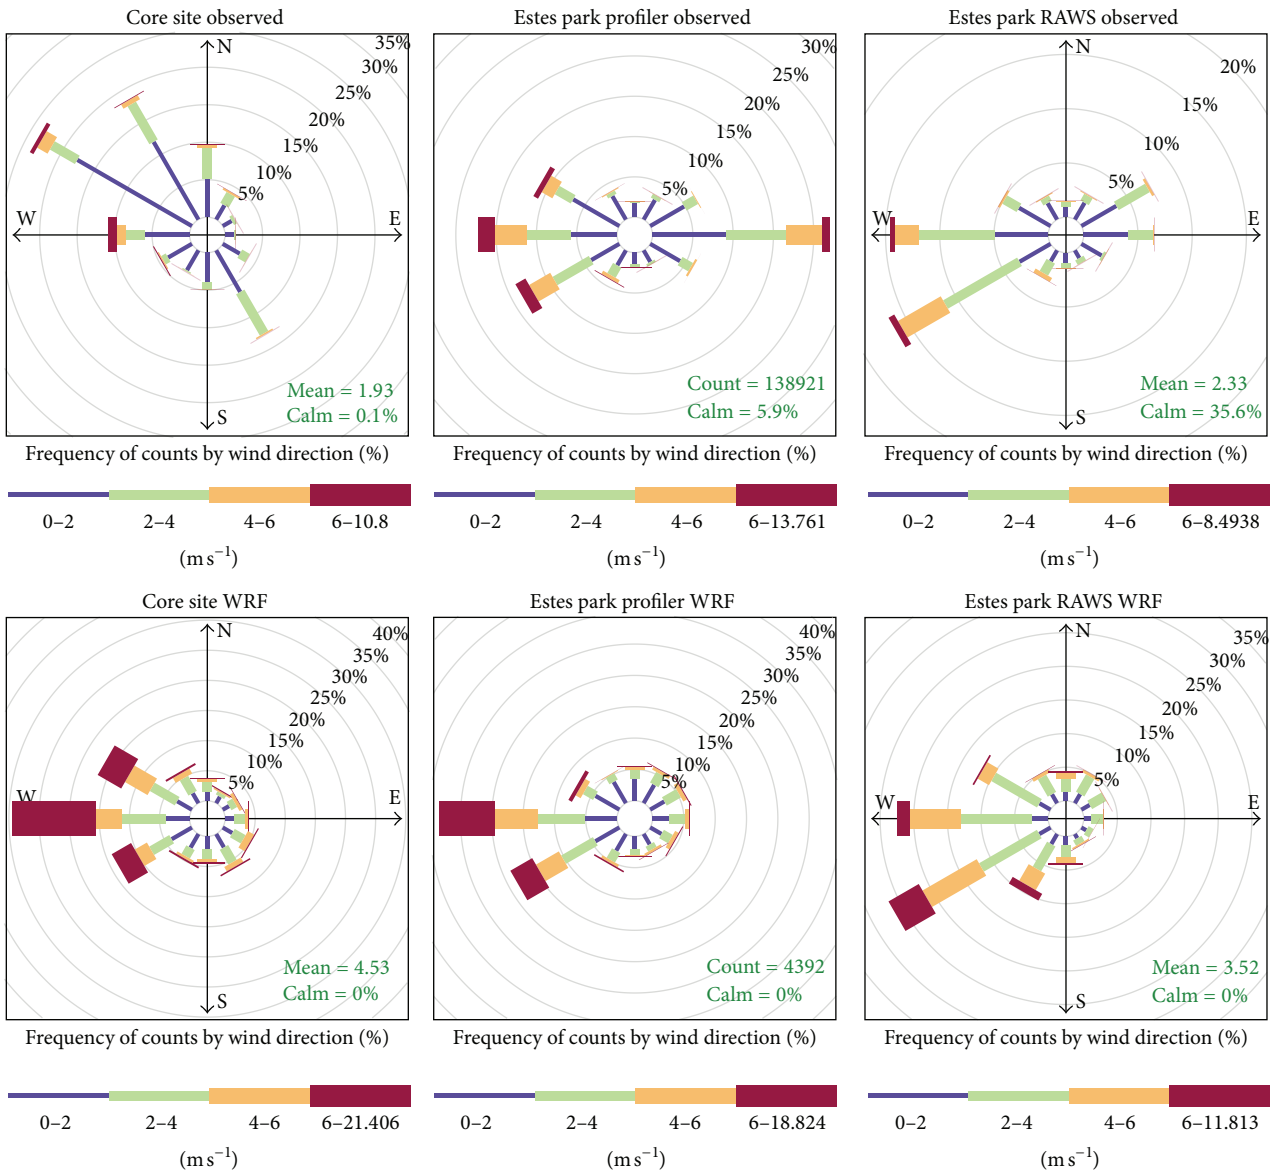 Core site observed
Estes park profiler observed
Estes park RAWS observed
35%
30%
25%
20%
15%
10%
5%
N
W
E
S
Mean = 1.93
Calm = 0.1%
30%
25%
20%
15%
10%
5%
Count = 138921
Calm = 5.9%
20%
15%
10%
5%
N
W
E
S
Mean = 2.33
Calm = 35.6%
Frequency of counts by wind direction (%)
Frequency of counts by wind direction (%)
Frequency of counts by wind direction (%)
0–2 2–4 4–6 6–10.8
(m s⁻¹)
0–2 2–4 4–6 6–13.761
(m s⁻¹)
0–2 2–4 4–6 6–8.4938
(m s⁻¹)
Core site WRF
Estes park profiler WRF
Estes park RAWS WRF
40%
35%
30%
25%
20%
15%
10%
5%
N
W
E
S
Mean = 4.53
Calm = 0%
40%
35%
30%
25%
20%
15%
10%
5%
Count = 4392
Calm = 0%
35%
30%
25%
20%
15%
10%
5%
N
W
E
S
Mean = 3.52
Calm = 0%
Frequency of counts by wind direction (%)
Frequency of counts by wind direction (%)
Frequency of counts by wind direction (%)
0–2 2–4 4–6 6–21.406
(m s⁻¹)
0–2 2–4 4–6 6–18.824
(m s⁻¹)
0–2 2–4 4–6 6–11.813
(m s⁻¹)